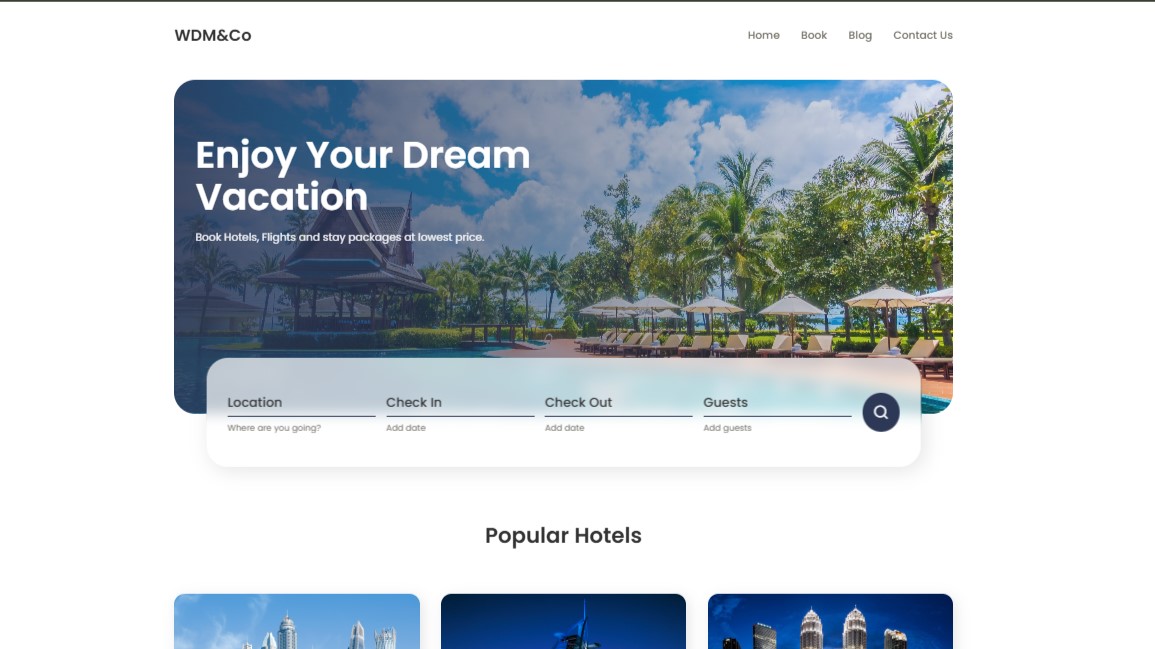 WDM&Co
Home Book Blog Contact Us
Enjoy Your Dream
Vacation
Book Hotels, Flights and stay packages at lowest price.
Location Check In Check Out Guests
Where are you going? Add date Add date Add guests
Popular Hotels